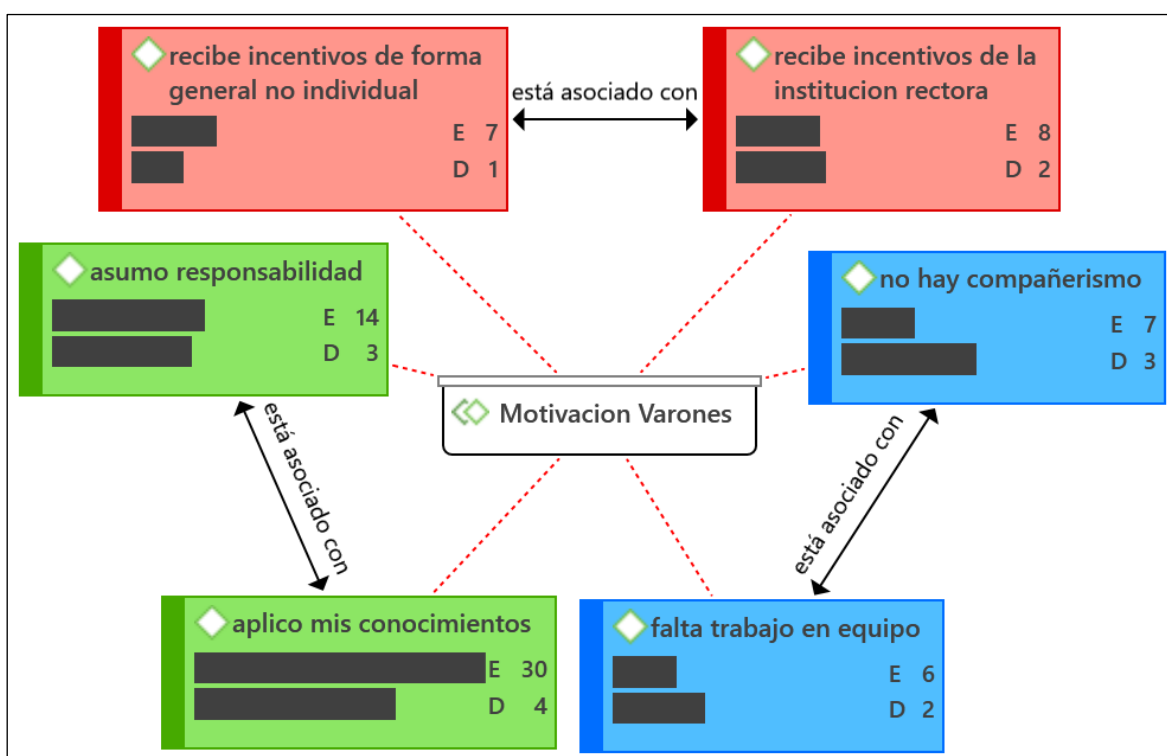 recibe incentivos de forma
general no individual
E 7
D 1
está asociado con
recibe incentivos de la
institucion rectora
E 8
D 2
asumo responsabilidad
E 14
D 3
no hay compañerismo
E 7
D 3
Motivacion Varones
está asociado con
está asociado con
aplico mis conocimientos
E 30
D 4
falta trabajo en equipo
E 6
D 2